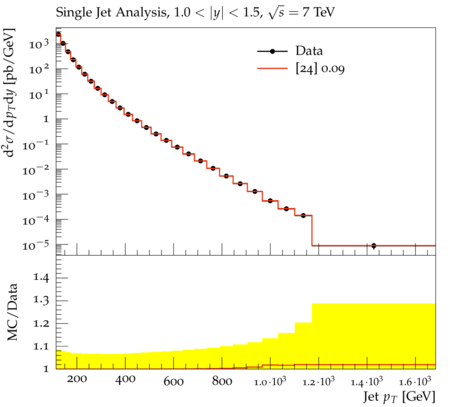 Single Jet Analysis, 1.0 < |y| < 1.5, √s = 7 TeV
d²σ/dp_T dy [pb/GeV]
10³
10²
10¹
1
10⁻¹
10⁻²
10⁻³
10⁻⁴
10⁻⁵
Data
[24] 0.09
MC/Data
1.4
1.3
1.2
1.1
1
200 400 600 800 1.0·10³ 1.2·10³ 1.4·10³ 1.6·10³
Jet p_T [GeV]